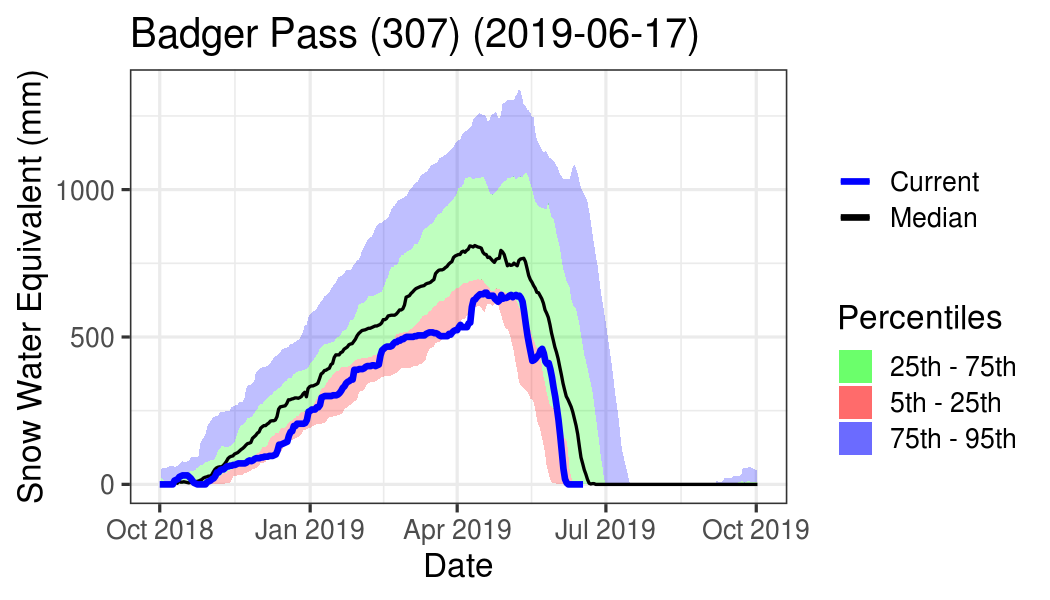 Badger Pass (307) (2019-06-17)
Snow Water Equivalent (mm)
1000
500
0
Oct 2018
Jan 2019
Apr 2019
Jul 2019
Oct 2019
Date
Current
Median
Percentiles
25th - 75th
5th - 25th
75th - 95th